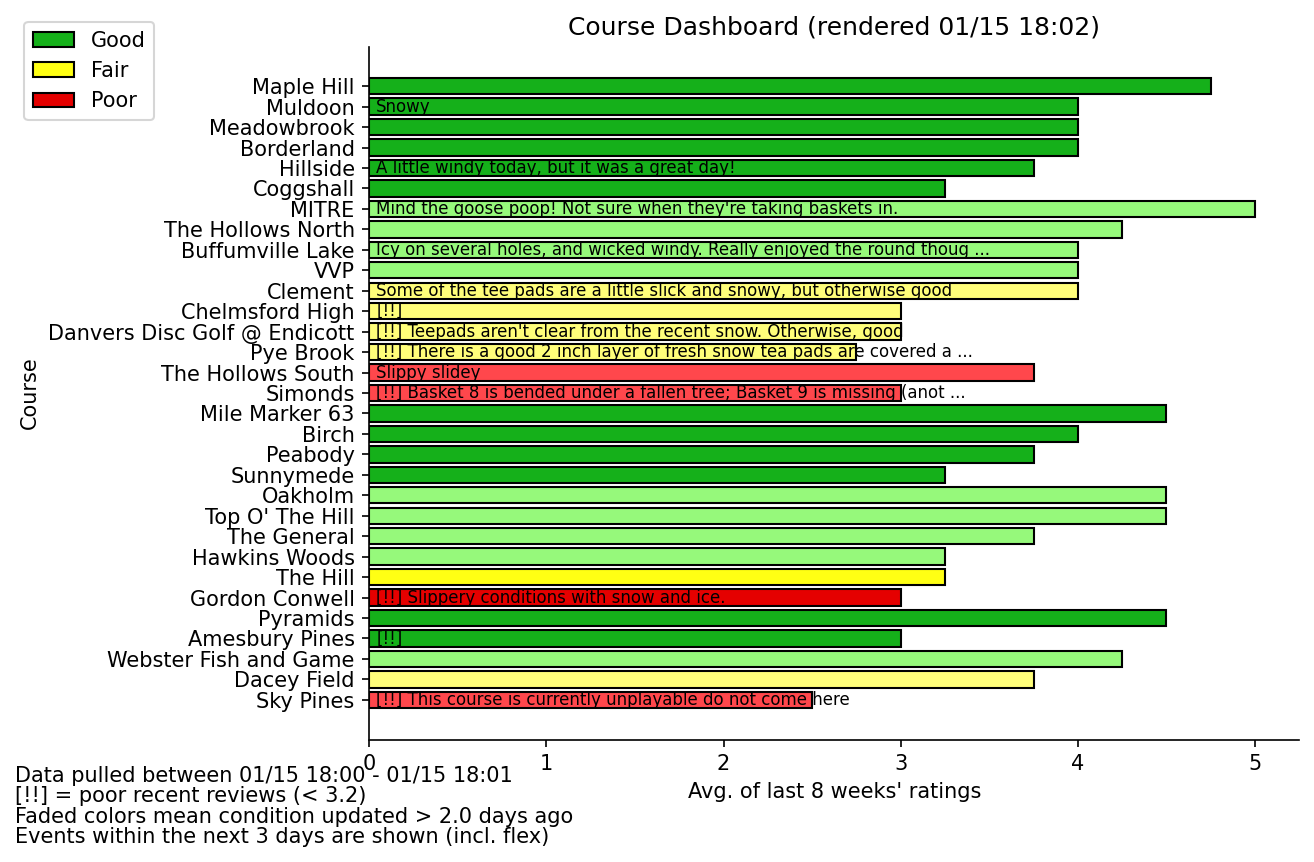 Course Dashboard (rendered 01/15 18:02)
Good
Fair
Poor
Course
Maple Hill
Muldoon Snowy
Meadowbrook
Borderland
Hillside A little windy today, but it was a great day!
Coggshall
MITRE Mind the goose poop! Not sure when they're taking baskets in.
The Hollows North
Buffumville Lake Icy on several holes, and wicked windy. Really enjoyed the round thoug ...
VVP
Clement Some of the tee pads are a little slick and snowy, but otherwise good
Chelmsford High [!!]
Danvers Disc Golf @ Endicott [!!] Teepads aren't clear from the recent snow. Otherwise, good
Pye Brook [!!] There is a good 2 inch layer of fresh snow tea pads are covered a ...
The Hollows South Slippy slidey
Simonds [!!] Basket 8 is bended under a fallen tree; Basket 9 is missing (anot ...
Mile Marker 63
Birch
Peabody
Sunnymede
Oakholm
Top O' The Hill
The General
Hawkins Woods
The Hill
Gordon Conwell [!!] Slippery conditions with snow and ice.
Pyramids
Amesbury Pines [!!]
Webster Fish and Game
Dacey Field
Sky Pines [!!] This course is currently unplayable do not come here
0 1 2 3 4 5
Avg. of last 8 weeks' ratings
Data pulled between 01/15 18:00 - 01/15 18:01
[!!] = poor recent reviews (< 3.2)
Faded colors mean condition updated > 2.0 days ago
Events within the next 3 days are shown (incl. flex)